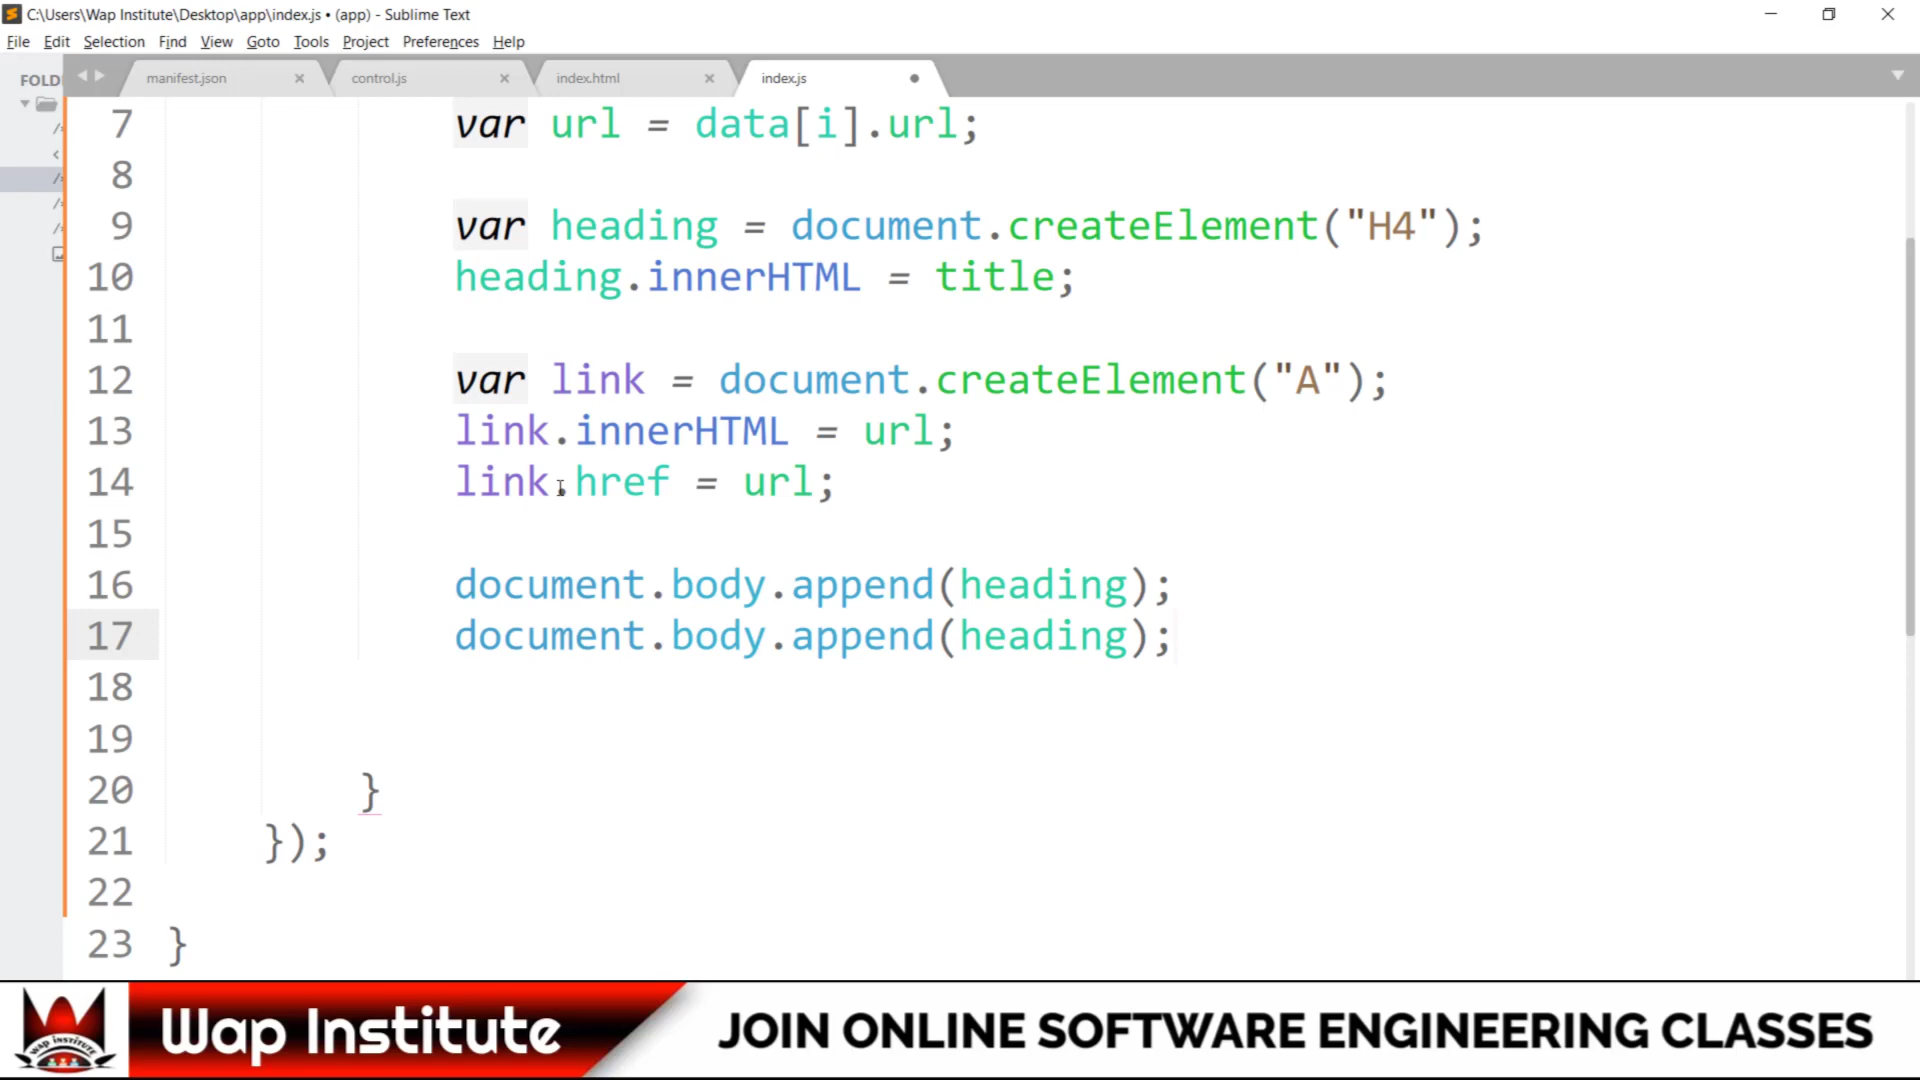 C:\Users\Wap Institute\Desktop\app\index.js • (app) - Sublime Text
File Edit Selection Find View Goto Tools Project Preferences Help
FOLD
manifest.json control.js index.html index.js
7 var url = data[i].url;
8
9 var heading = document.createElement("H4");
10 heading.innerHTML = title;
11
12 var link = document.createElement("A");
13 link.innerHTML = url;
14 link.href = url;
15
16 document.body.append(heading);
17 document.body.append(heading);
18
19
20 }
21 });
22
23 }
WAP INSTITUTE
Wap Institute
JOIN ONLINE SOFTWARE ENGINEERING CLASSES